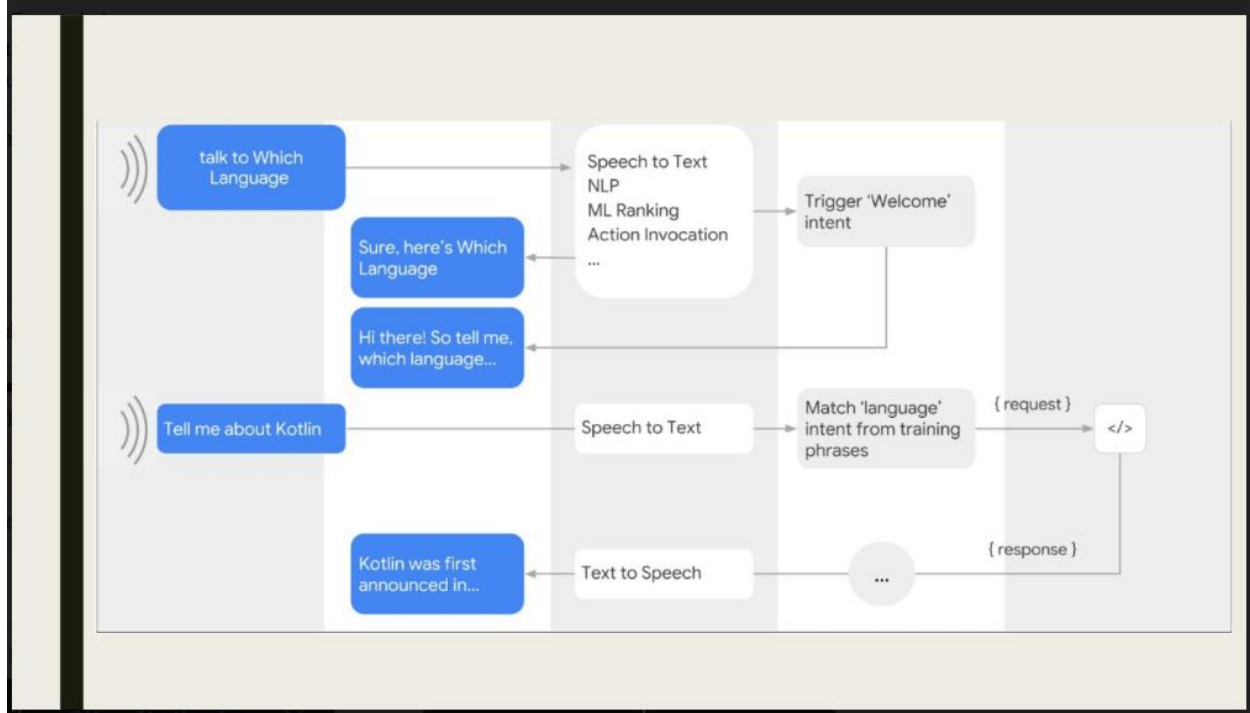 talk to Which
Language
Speech to Text
NLP
ML Ranking
Action Invocation
...
Trigger ‘Welcome’
intent
Sure, here’s Which
Language
Hi there! So tell me,
which language...
Tell me about Kotlin
Speech to Text
Match ‘language’
intent from training
phrases
{ request }
</>
Kotlin was first
announced in...
Text to Speech
...
{ response }